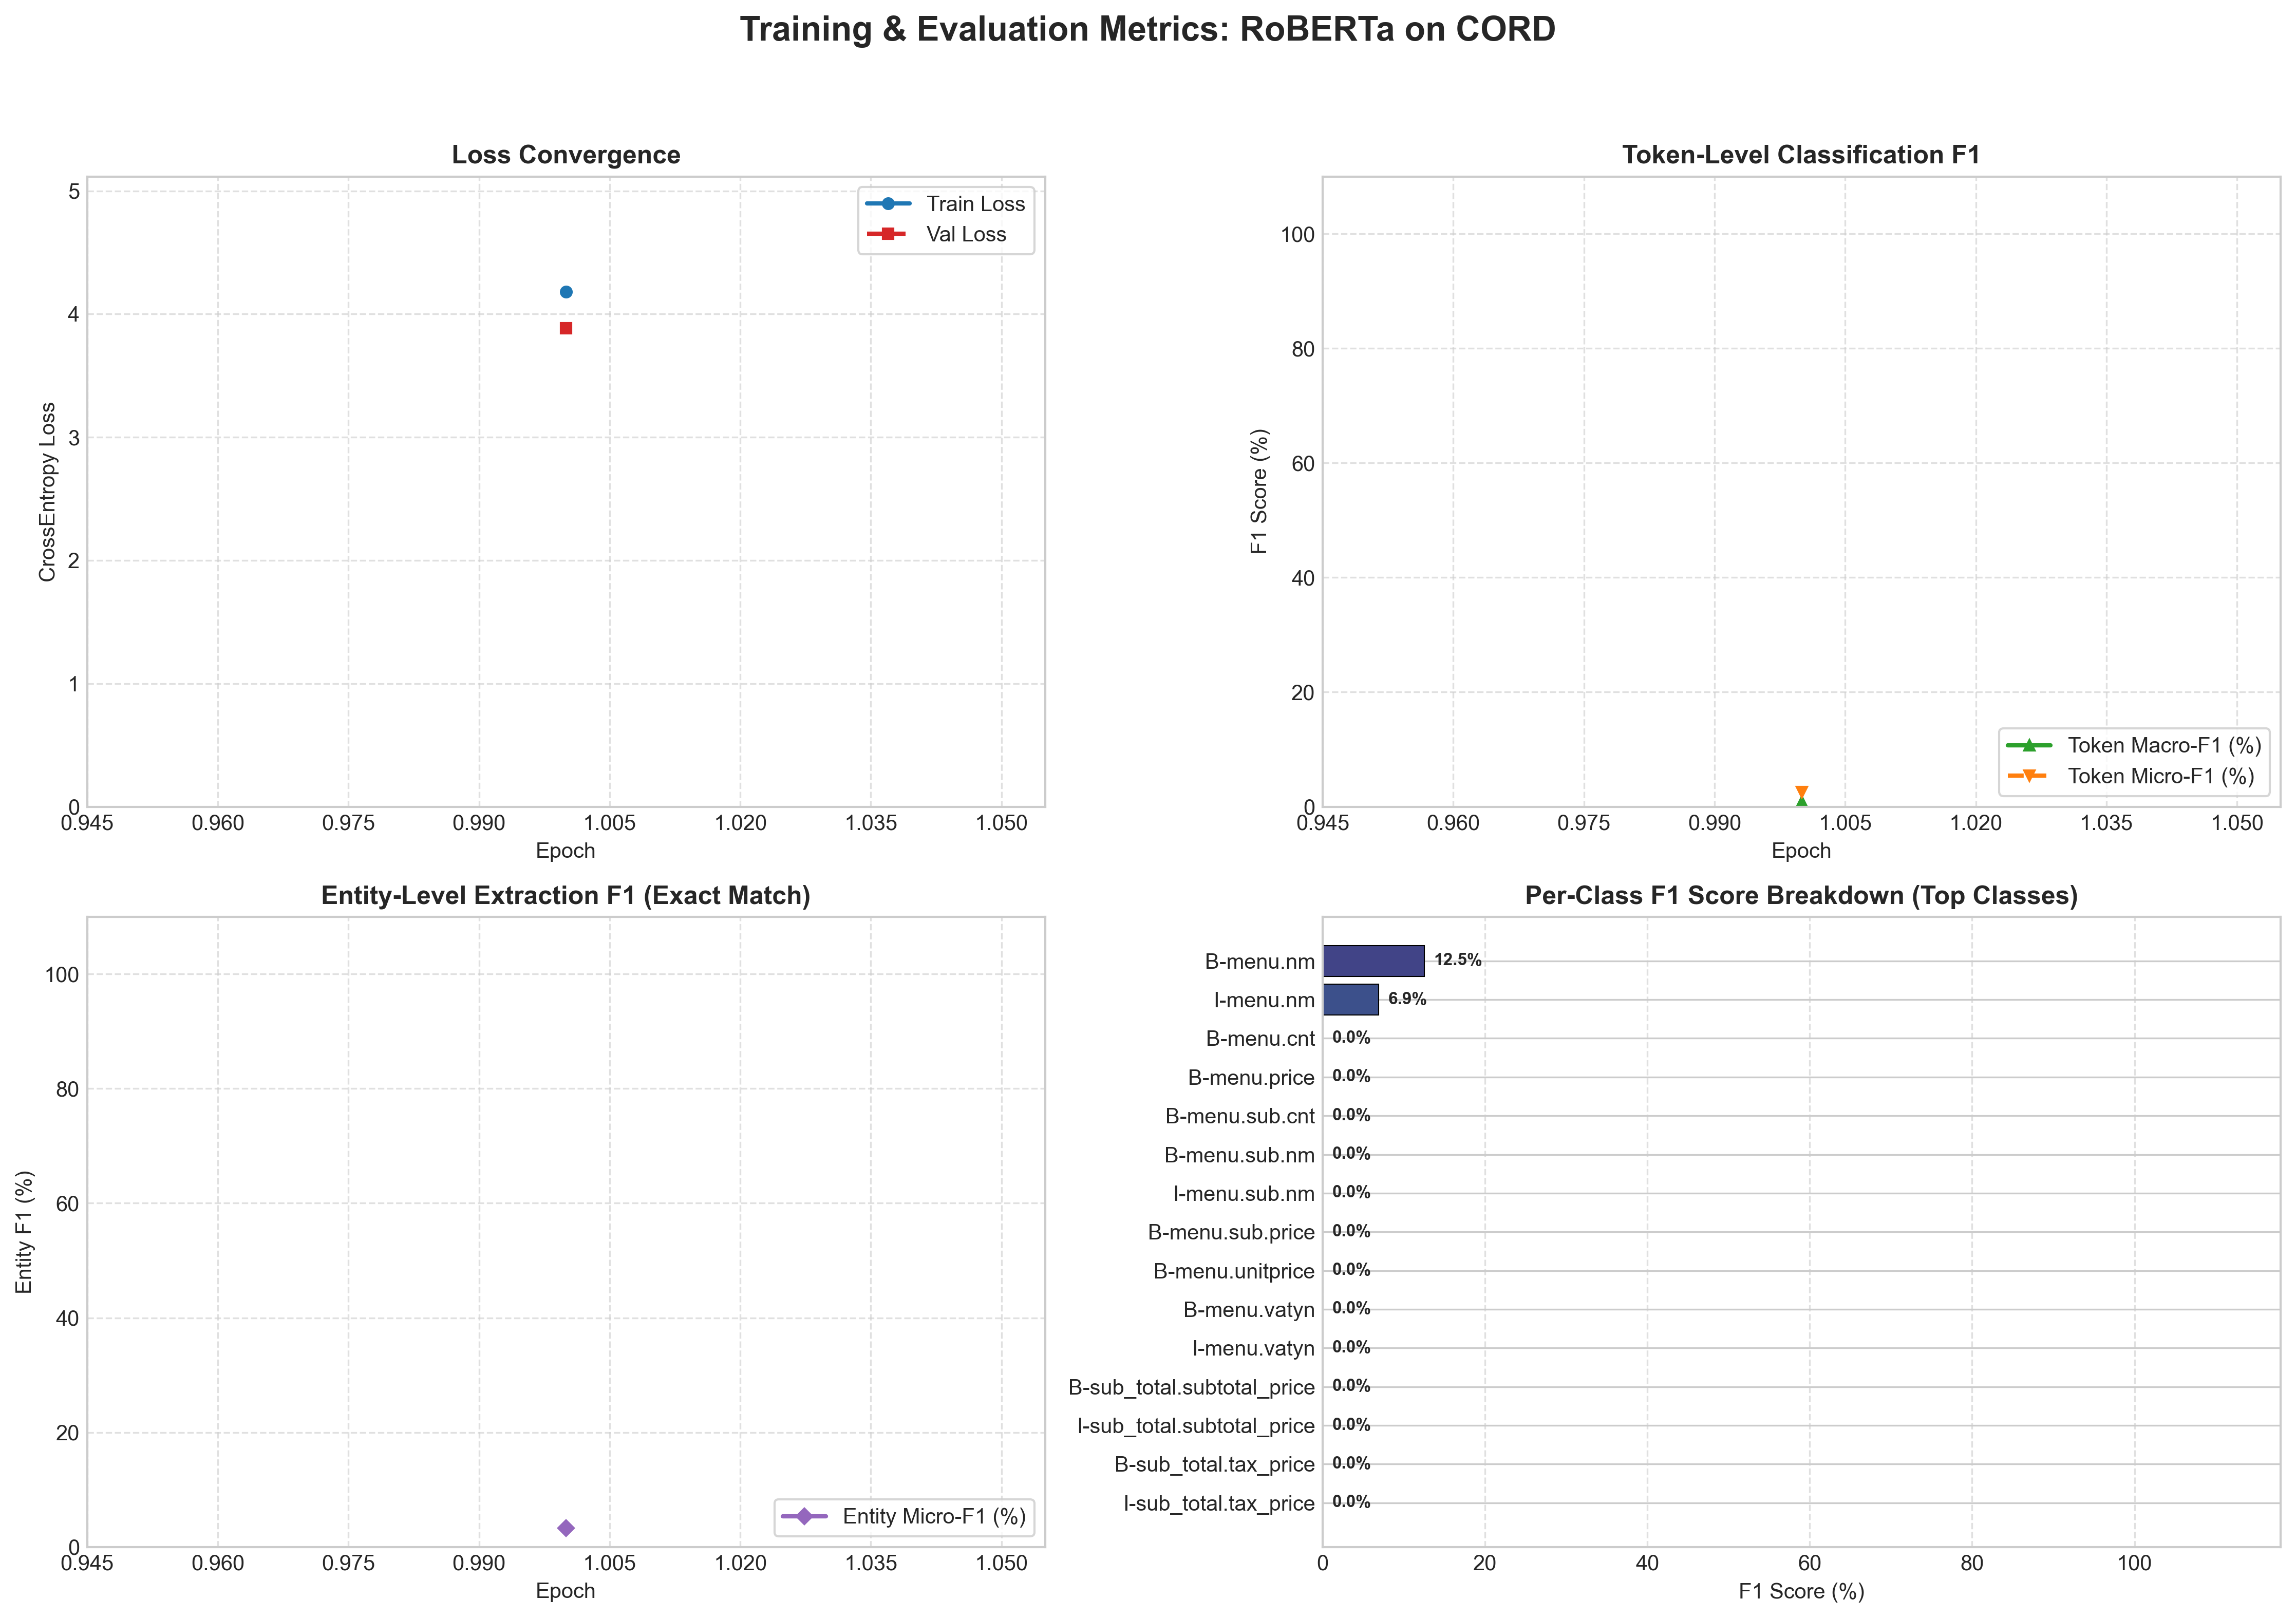 Training & Evaluation Metrics: RoBERTa on CORD
Loss Convergence
5
4
3
2
1
0
CrossEntropy Loss
Train Loss
Val Loss
0.945 0.960 0.975 0.990 1.005 1.020 1.035 1.050
Epoch
Token-Level Classification F1
100
80
60
40
20
0
F1 Score (%)
Token Macro-F1 (%)
Token Micro-F1 (%)
0.945 0.960 0.975 0.990 1.005 1.020 1.035 1.050
Epoch
Entity-Level Extraction F1 (Exact Match)
100
80
60
40
20
0
Entity F1 (%)
Entity Micro-F1 (%)
0.945 0.960 0.975 0.990 1.005 1.020 1.035 1.050
Epoch
Per-Class F1 Score Breakdown (Top Classes)
B-menu.nm 12.5%
I-menu.nm 6.9%
B-menu.cnt 0.0%
B-menu.price 0.0%
B-menu.sub.cnt 0.0%
B-menu.sub.nm 0.0%
I-menu.sub.nm 0.0%
B-menu.sub.price 0.0%
B-menu.unitprice 0.0%
B-menu.vatyn 0.0%
I-menu.vatyn 0.0%
B-sub_total.subtotal_price 0.0%
I-sub_total.subtotal_price 0.0%
B-sub_total.tax_price 0.0%
I-sub_total.tax_price 0.0%
0 20 40 60 80 100
F1 Score (%)